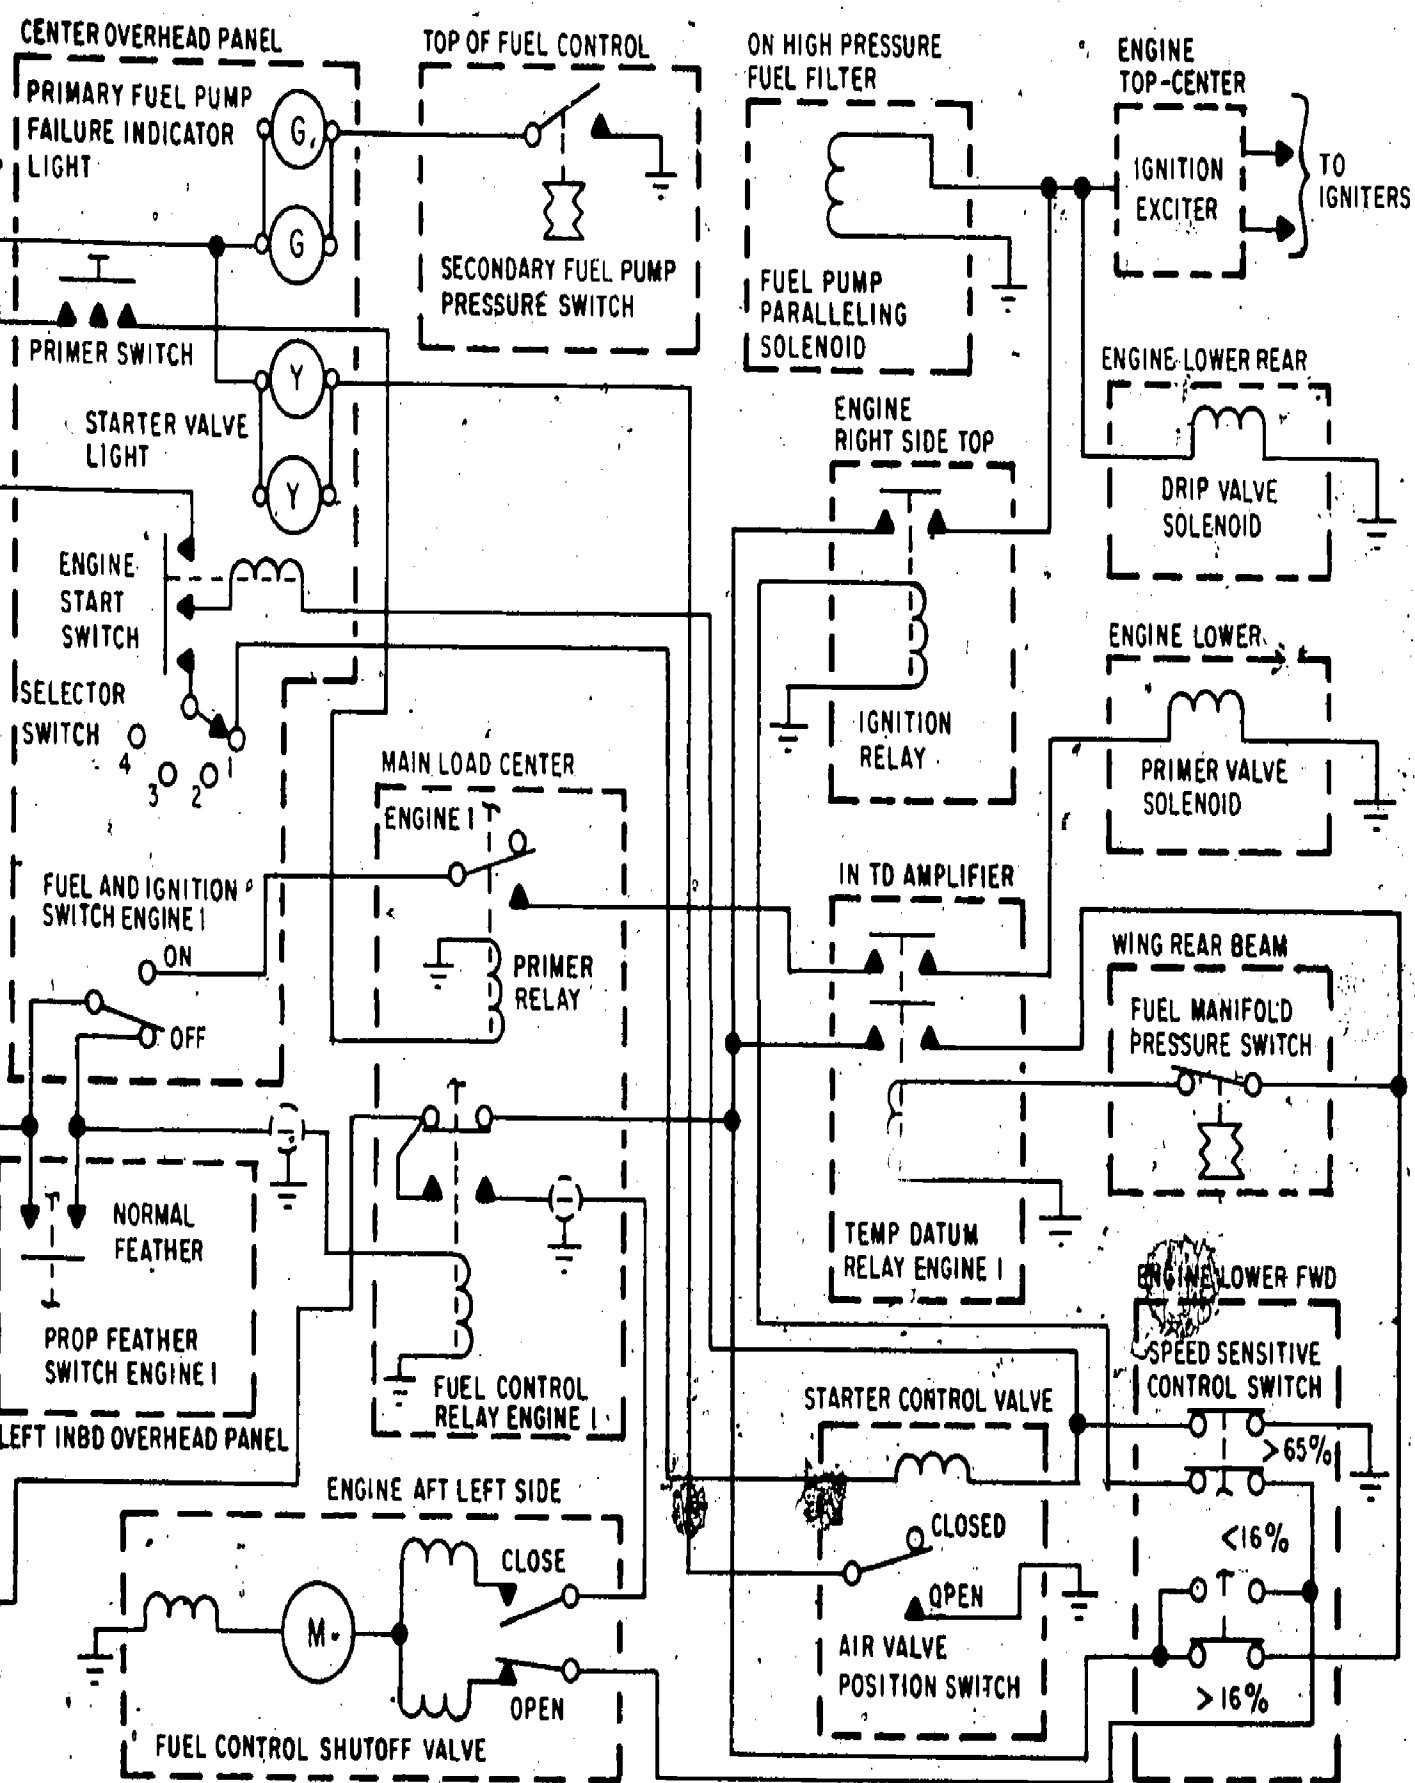 CENTER OVERHEAD PANEL
PRIMARY FUEL PUMP
FAILURE INDICATOR
LIGHT
G
G
PRIMER SWITCH
STARTER VALVE
LIGHT
Y
Y
ENGINE
START
SWITCH
SELECTOR
SWITCH
4
3
2
1
FUEL AND IGNITION
SWITCH ENGINE 1
ON
OFF
NORMAL
FEATHER
PROP FEATHER
SWITCH ENGINE 1
LEFT INBD OVERHEAD PANEL
TOP OF FUEL CONTROL
SECONDARY FUEL PUMP
PRESSURE SWITCH
MAIN LOAD CENTER
ENGINE 1
PRIMER
RELAY
FUEL CONTROL
RELAY ENGINE 1
ENGINE AFT LEFT SIDE
CLOSE
M
OPEN
FUEL CONTROL SHUTOFF VALVE
ON HIGH PRESSURE
FUEL FILTER
FUEL PUMP
PARALLELING
SOLENOID
ENGINE
RIGHT SIDE TOP
IGNITION
RELAY
IN TD AMPLIFIER
TEMP DATUM
RELAY ENGINE 1
STARTER CONTROL VALVE
CLOSED
OPEN
AIR VALVE
POSITION SWITCH
ENGINE
TOP-CENTER
IGNITION
EXCITER
TO
IGNITERS
ENGINE LOWER REAR
DRIP VALVE
SOLENOID
ENGINE LOWER
PRIMER VALVE
SOLENOID
WING REAR BEAM
FUEL MANIFOLD
PRESSURE SWITCH
ENGINE LOWER FWD
SPEED SENSITIVE
CONTROL SWITCH
>65%
<16%
>16%